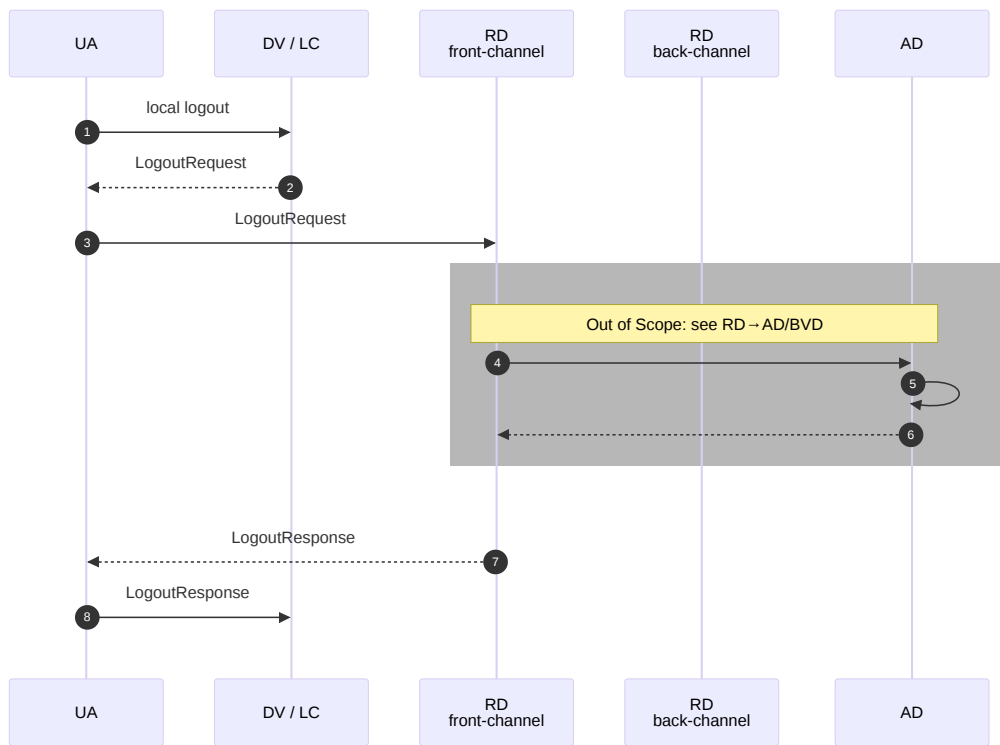 UA
DV / LC
RD
front-channel
RD
back-channel
AD
local logout
1
LogoutRequest
2
LogoutRequest
3
Out of Scope: see RD→AD/BVD
4
5
6
LogoutResponse
7
LogoutResponse
8
UA
DV / LC
RD
front-channel
RD
back-channel
AD